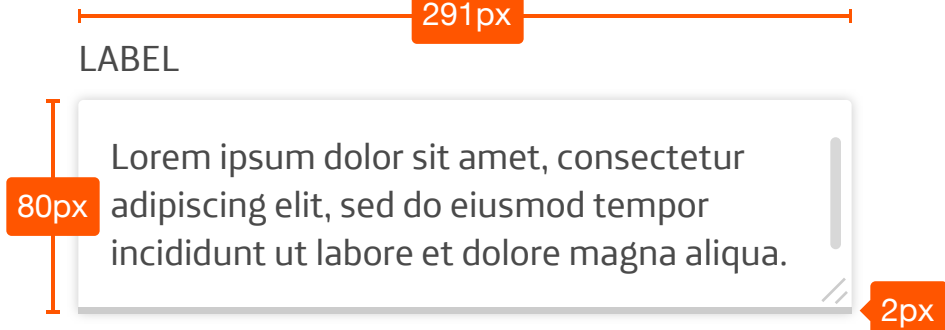 291px
LABEL
Lorem ipsum dolor sit amet, consectetur
80px
adipiscing elit, sed do eiusmod tempor
incididunt ut labore et dolore magna aliqua.
2px